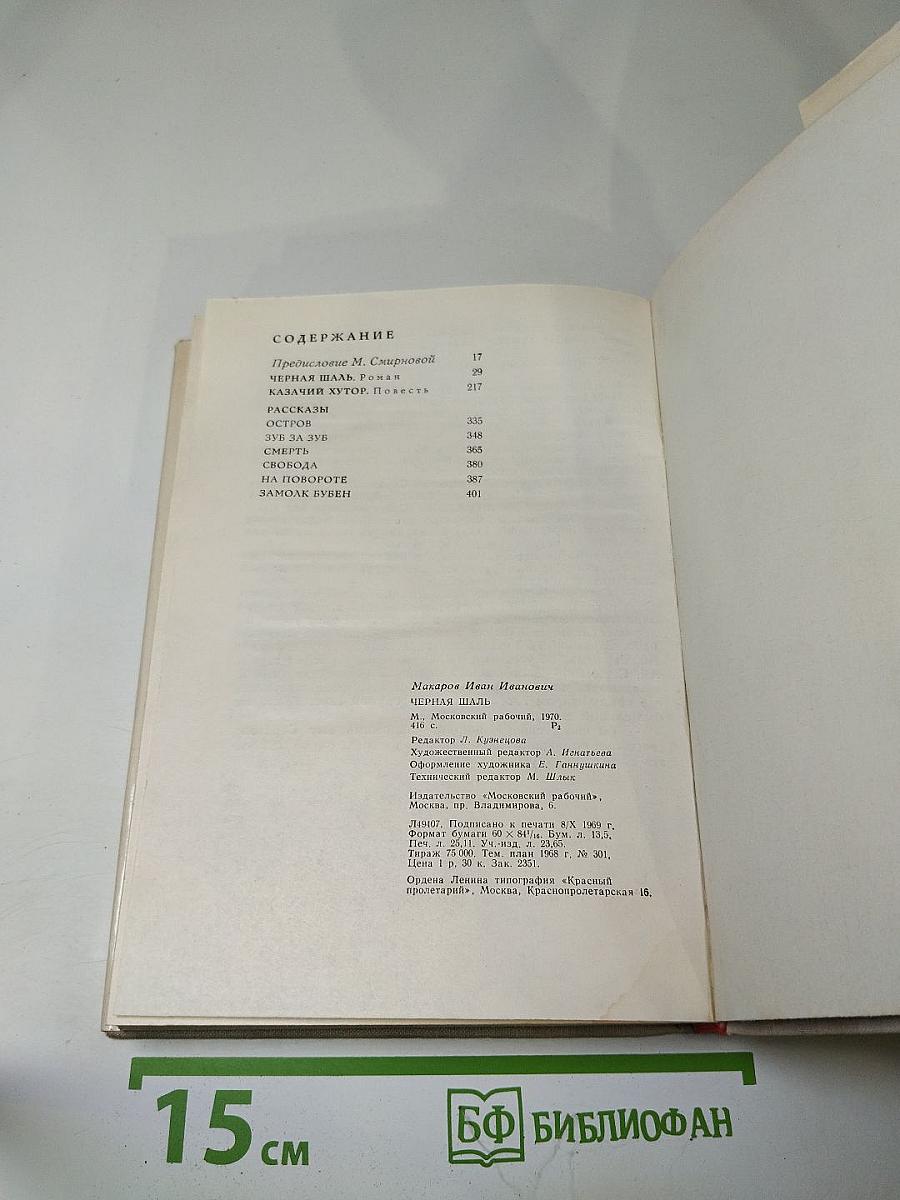 СОДЕРЖАНИЕ
Предисловие М. Смирновой 17
ЧЕРНАЯ ШАЛЬ. Роман 29
КАЗАЧИЙ ХУТОР. Повесть 217
РАССКАЗЫ
ОСТРОВ 335
ЗУБ ЗА ЗУБ 348
СМЕРТЬ 365
СВОБОДА 380
НА ПОВОРОТЕ 387
ЗАМОЛК БУБЕН 401
Макаров Иван Иванович
ЧЕРНАЯ ШАЛЬ
М., Московский рабочий, 1970.
416 с. Р2
Редактор Л. Кузнецова
Художественный редактор А. Игнатьева
Оформление художника Е. Ганнушкина
Технический редактор М. Шлык
Издательство «Московский рабочий»,
Москва, пр. Владимирова, 6.
Л49407. Подписано к печати 8/X 1969 г.
Формат бумаги 60 × 84 1/16. Бум. л. 13,5.
Печ. л. 25,11. Уч.-изд. л. 23,65.
Тираж 75 000. Тем. план 1968 г. № 301.
Цена 1 р. 30 к. Зак. 2351.
Ордена Ленина типография «Красный
пролетарий», Москва, Краснопролетарская 16.
15 см
БФ БИБЛИОФАН